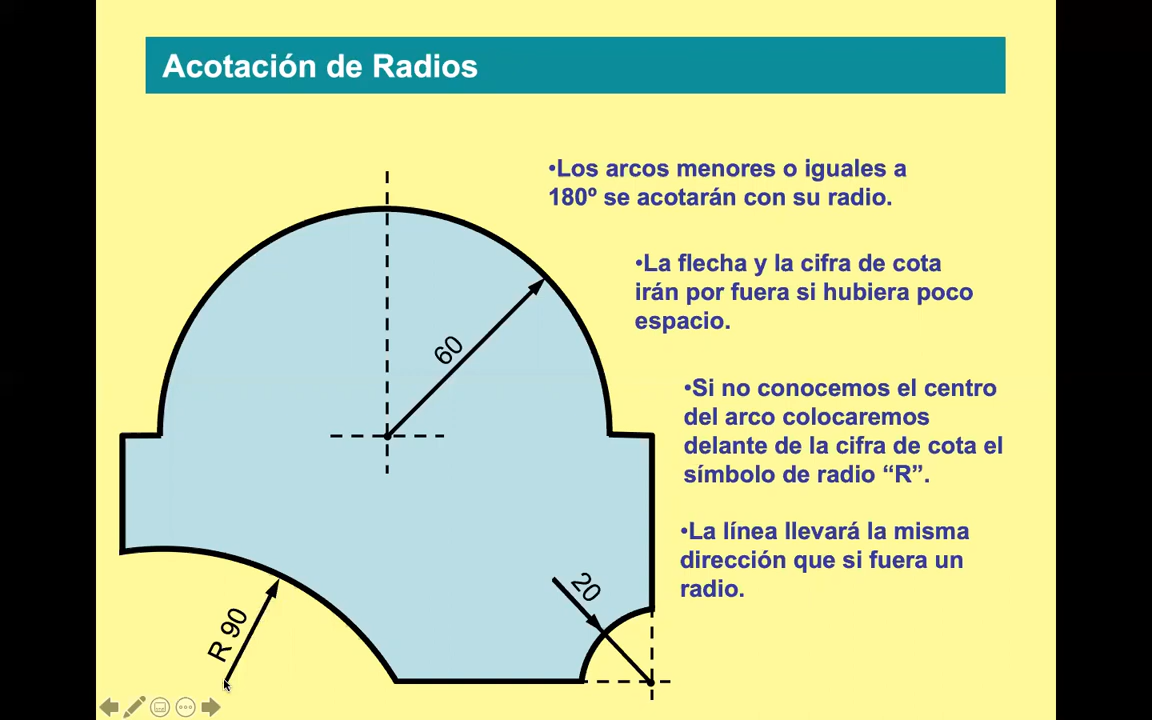 Acotación de Radios
•Los arcos menores o iguales a
180º se acotarán con su radio.
•La flecha y la cifra de cota
irán por fuera si hubiera poco
espacio.
60
•Si no conocemos el centro
del arco colocaremos
delante de la cifra de cota el
símbolo de radio “R”.
•La línea llevará la misma
dirección que si fuera un
radio.
20
R 90